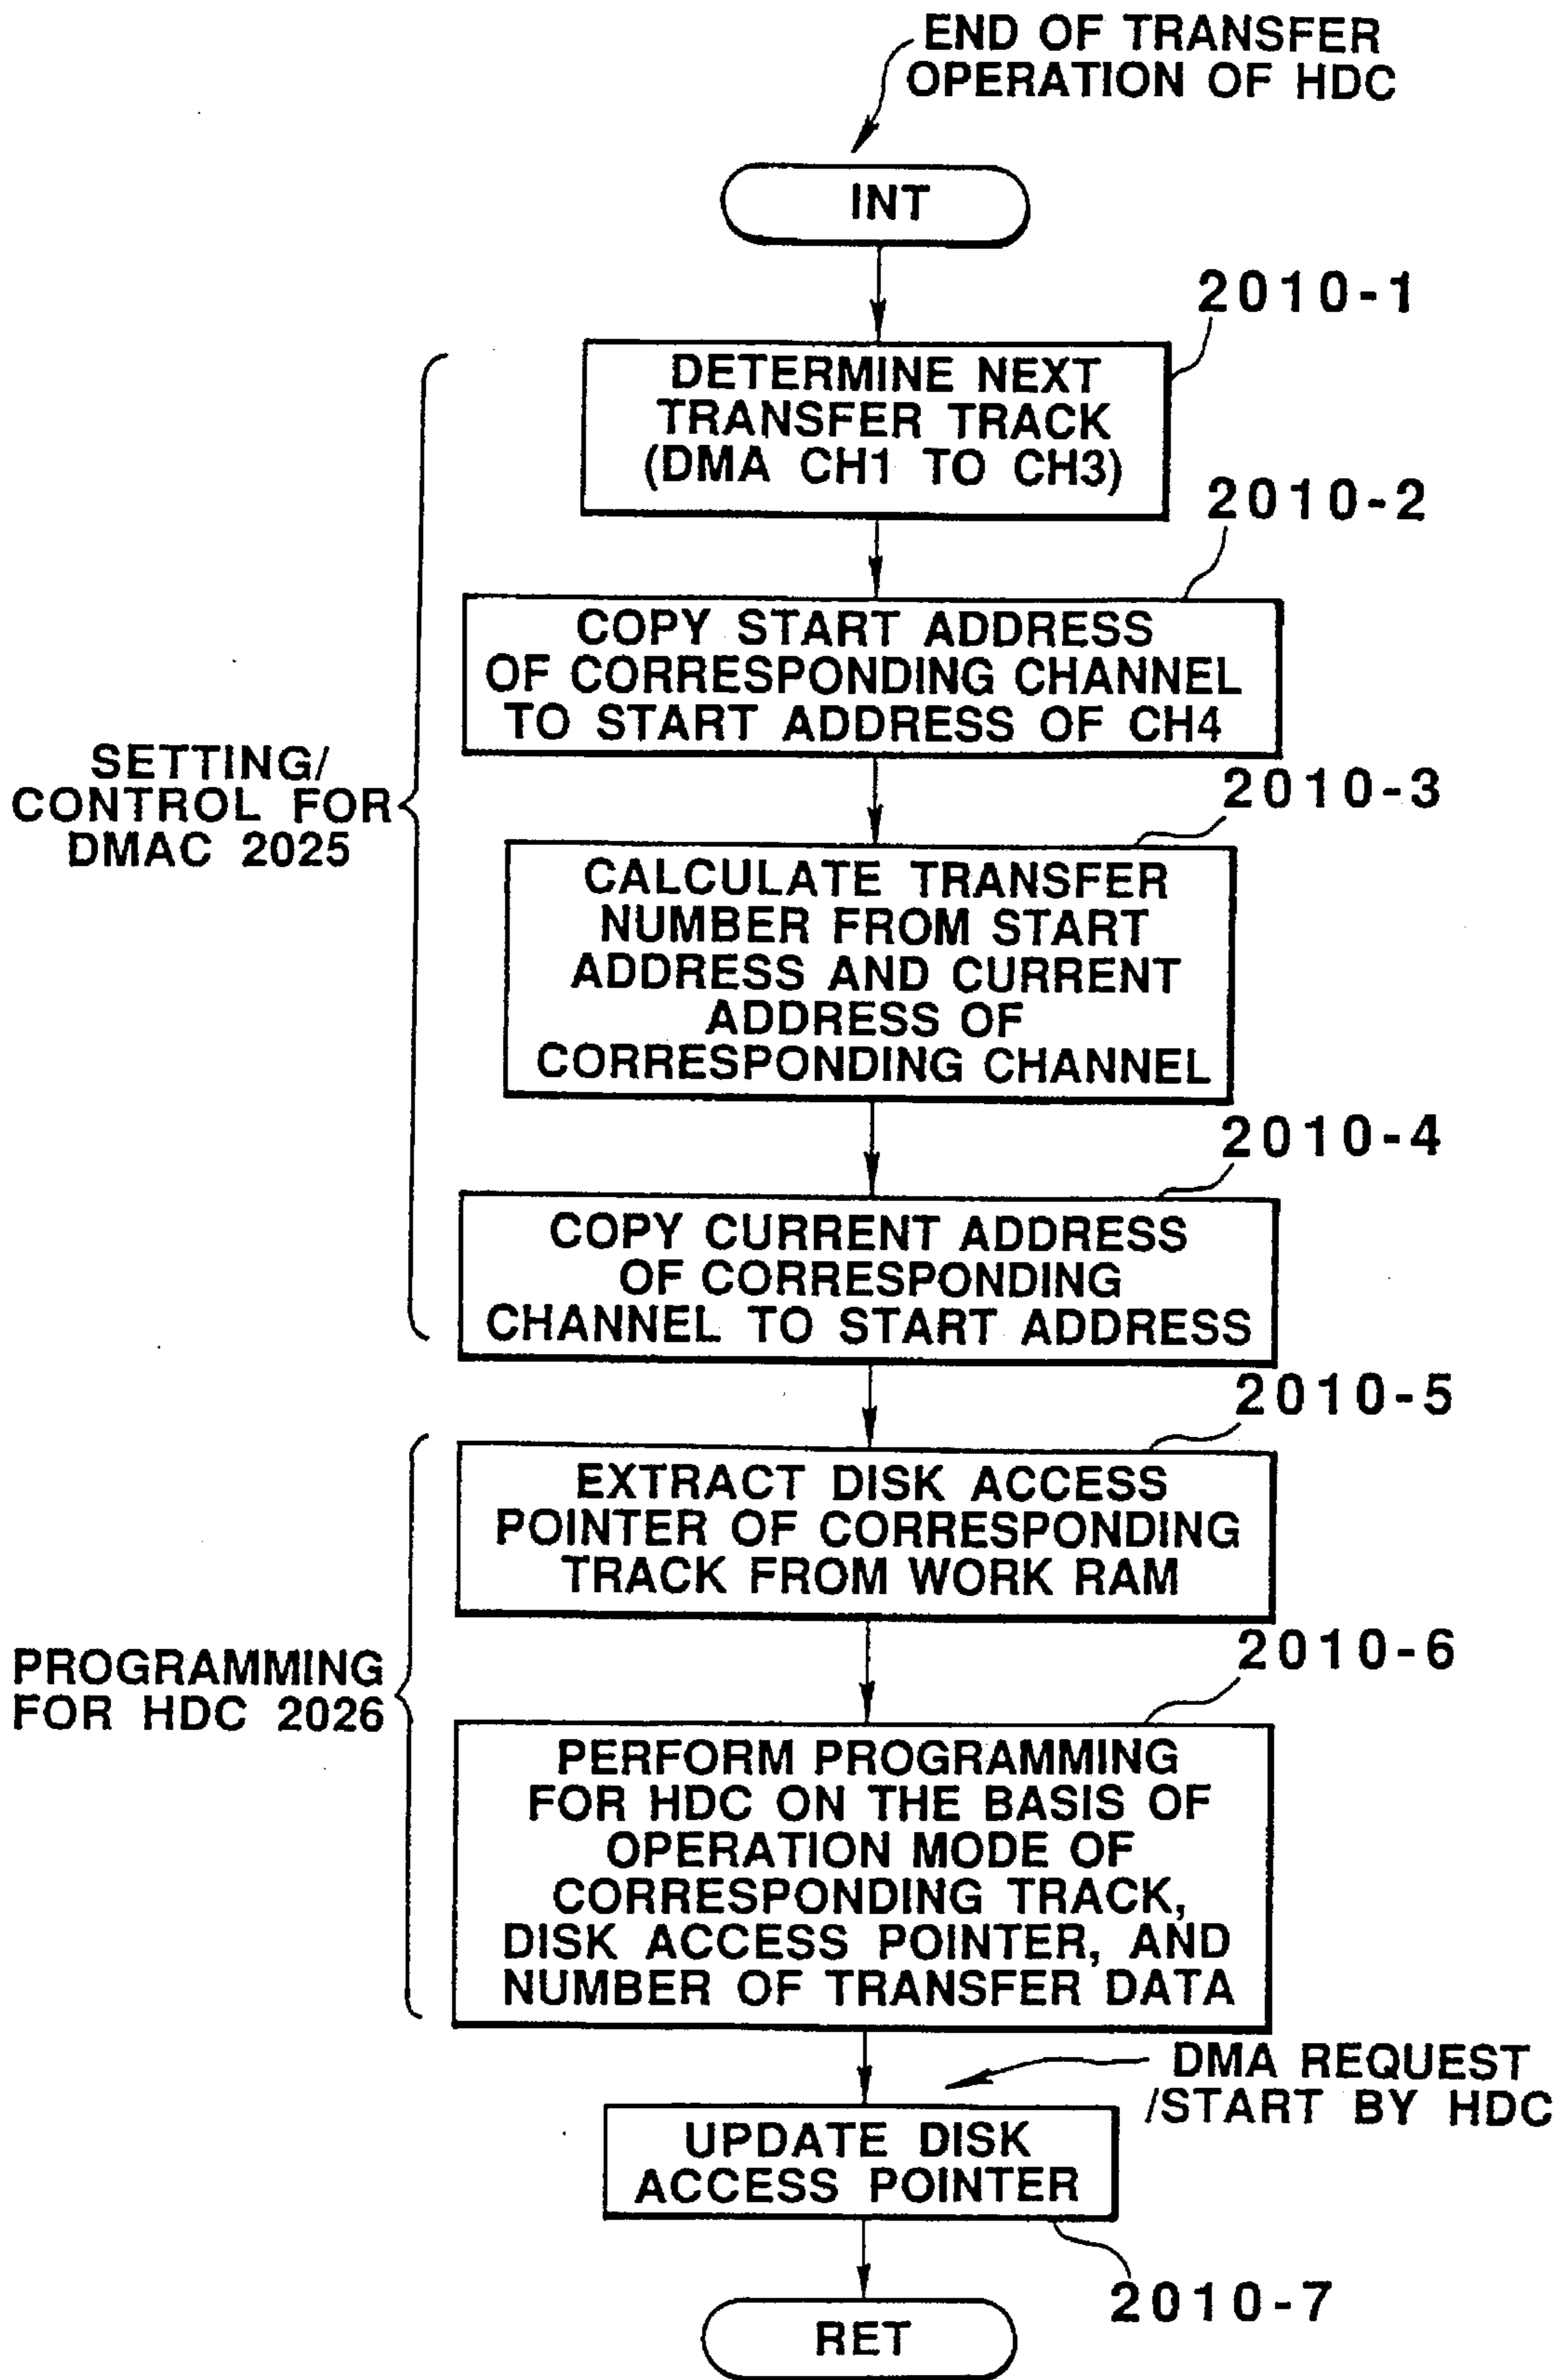 END OF TRANSFER
OPERATION OF HDC
INT
2010-1
DETERMINE NEXT
TRANSFER TRACK
(DMA CH1 TO CH3)
2010-2
COPY START ADDRESS
OF CORRESPONDING CHANNEL
TO START ADDRESS OF CH4
SETTING/
CONTROL FOR
DMAC 2025
2010-3
CALCULATE TRANSFER
NUMBER FROM START
ADDRESS AND CURRENT
ADDRESS OF
CORRESPONDING CHANNEL
2010-4
COPY CURRENT ADDRESS
OF CORRESPONDING
CHANNEL TO START ADDRESS
2010-5
EXTRACT DISK ACCESS
POINTER OF CORRESPONDING
TRACK FROM WORK RAM
PROGRAMMING
FOR HDC 2026
2010-6
PERFORM PROGRAMMING
FOR HDC ON THE BASIS OF
OPERATION MODE OF
CORRESPONDING TRACK,
DISK ACCESS POINTER, AND
NUMBER OF TRANSFER DATA
DMA REQUEST
/START BY HDC
UPDATE DISK
ACCESS POINTER
2010-7
RET